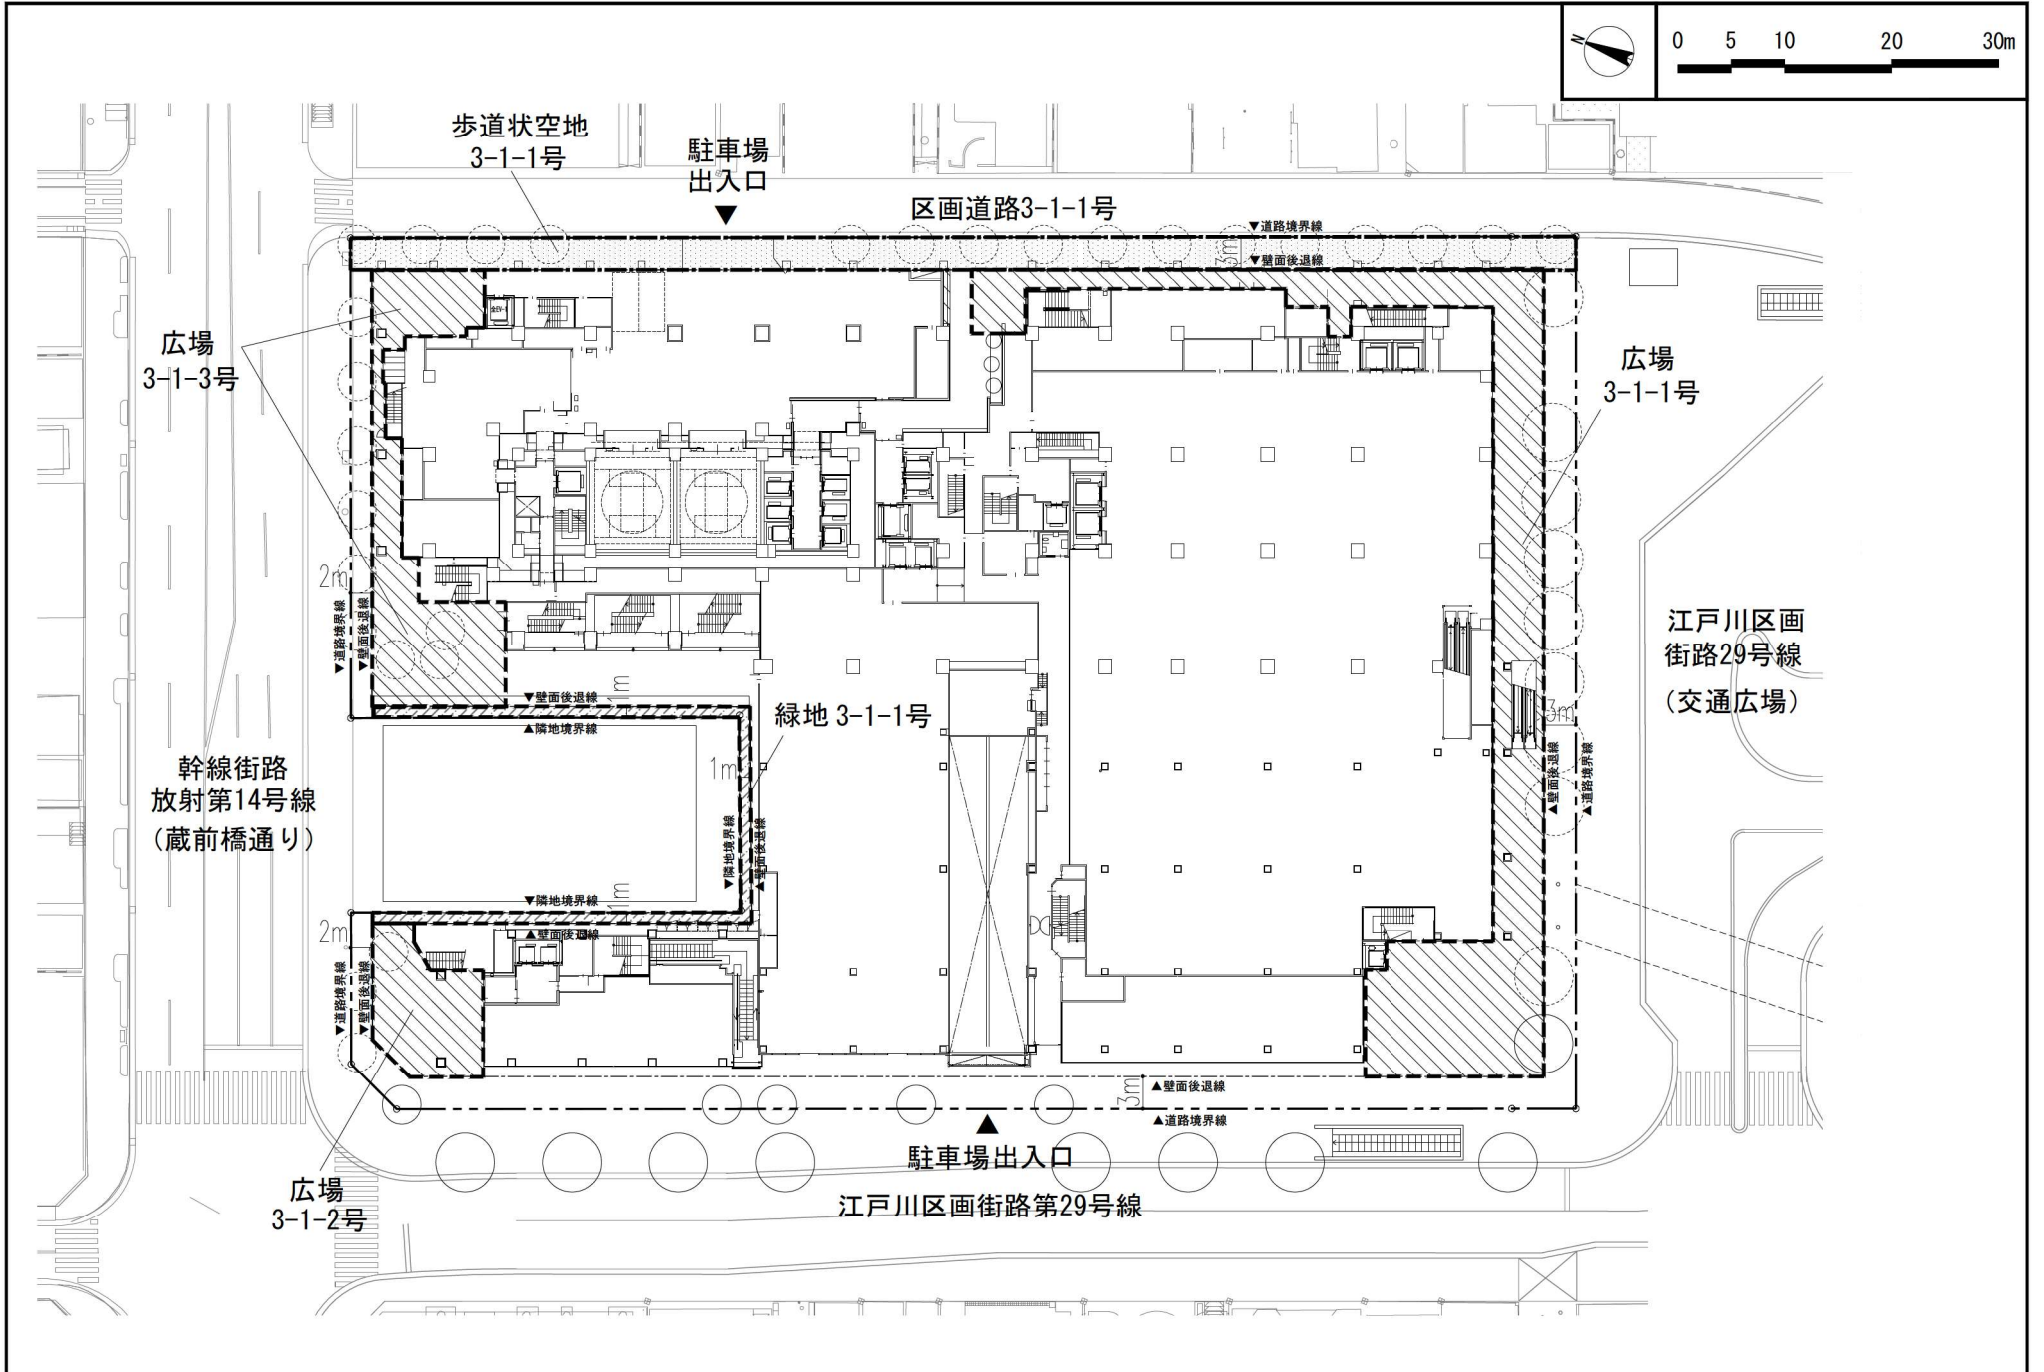 N
0 5 10 20 30m
歩道状空地
3-1-1号
駐車場
出入口
区画道路3-1-1号
▼道路境界線
3m
▼壁面後退線
広場
3-1-3号
広場
3-1-1号
2m
▼道路境界線
▼壁面後退線
江戸川区画
街路29号線
(交通広場)
1m
▼壁面後退線
▲隣地境界線
緑地 3-1-1号
3m
▲壁面後退線
▲道路境界線
幹線街路
放射第14号線
(蔵前橋通り)
1m
▼隣地境界線
▲壁面後退線
1m
▼隣地境界線
▲壁面後退線
2m
▼道路境界線
▼壁面後退線
3m
▲壁面後退線
▲道路境界線
駐車場出入口
広場
3-1-2号
江戸川区画街路第29号線